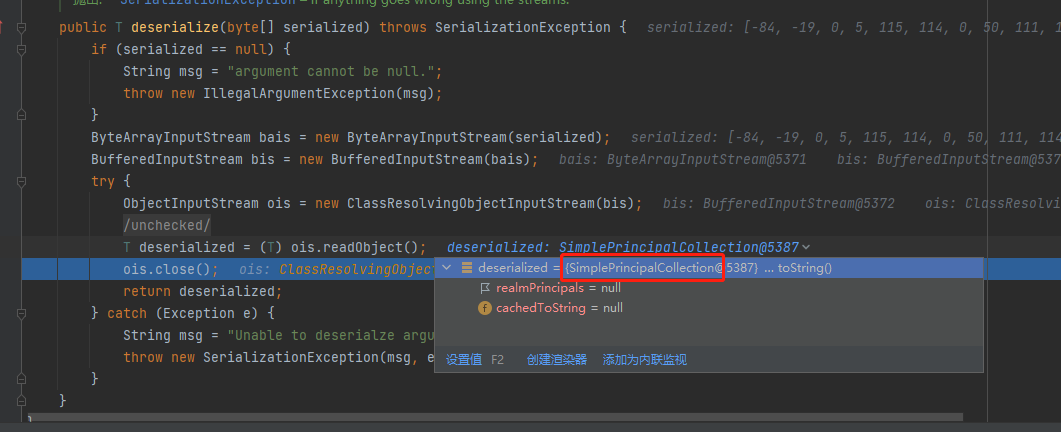 抛出: SerializationException – if anything goes wrong using the streams.
public T deserialize(byte[] serialized) throws SerializationException {   serialized: [-84, -19, 0, 5, 115, 114, 0, 50, 111, 1
if (serialized == null) {
String msg = "argument cannot be null.";
throw new IllegalArgumentException(msg);
}
ByteArrayInputStream bais = new ByteArrayInputStream(serialized);   serialized: [-84, -19, 0, 5, 115, 114, 0, 50, 111, 114
BufferedInputStream bis = new BufferedInputStream(bais);   bais: ByteArrayInputStream@5371   bis: BufferedInputStream@537
try {
ObjectInputStream ois = new ClassResolvingObjectInputStream(bis);   bis: BufferedInputStream@5372   ois: ClassResolvi
/unchecked/
T deserialized = (T) ois.readObject();   deserialized: SimplePrincipalCollection@5387
ois.close();   ois: ClassResolvingObject
deserialized = {SimplePrincipalCollection@5387} ... toString()
return deserialized;
realmPrincipals = null
} catch (Exception e) {
f cachedToString = null
String msg = "Unable to deserialze argu
throw new SerializationException(msg, e
设置值 F2 创建渲染器 添加为内联监视
}
}
}